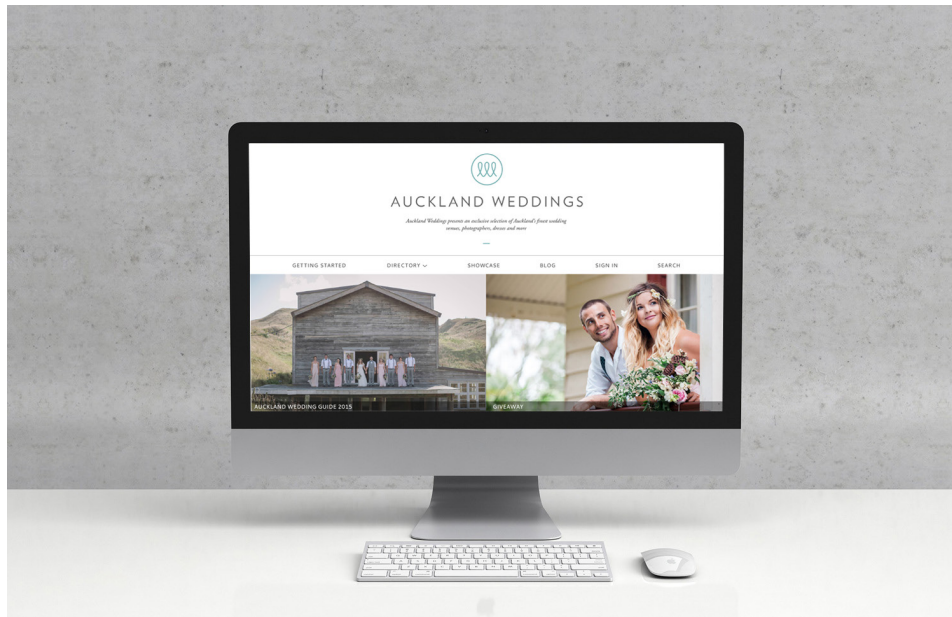 AUCKLAND WEDDINGS
Auckland Weddings presents an exclusive selection of Auckland's finest wedding
venues, photographers, dresses and more
GETTING STARTED DIRECTORY SHOWCASE BLOG SIGN IN SEARCH
AUCKLAND WEDDING GUIDE 2015
GIVEAWAY